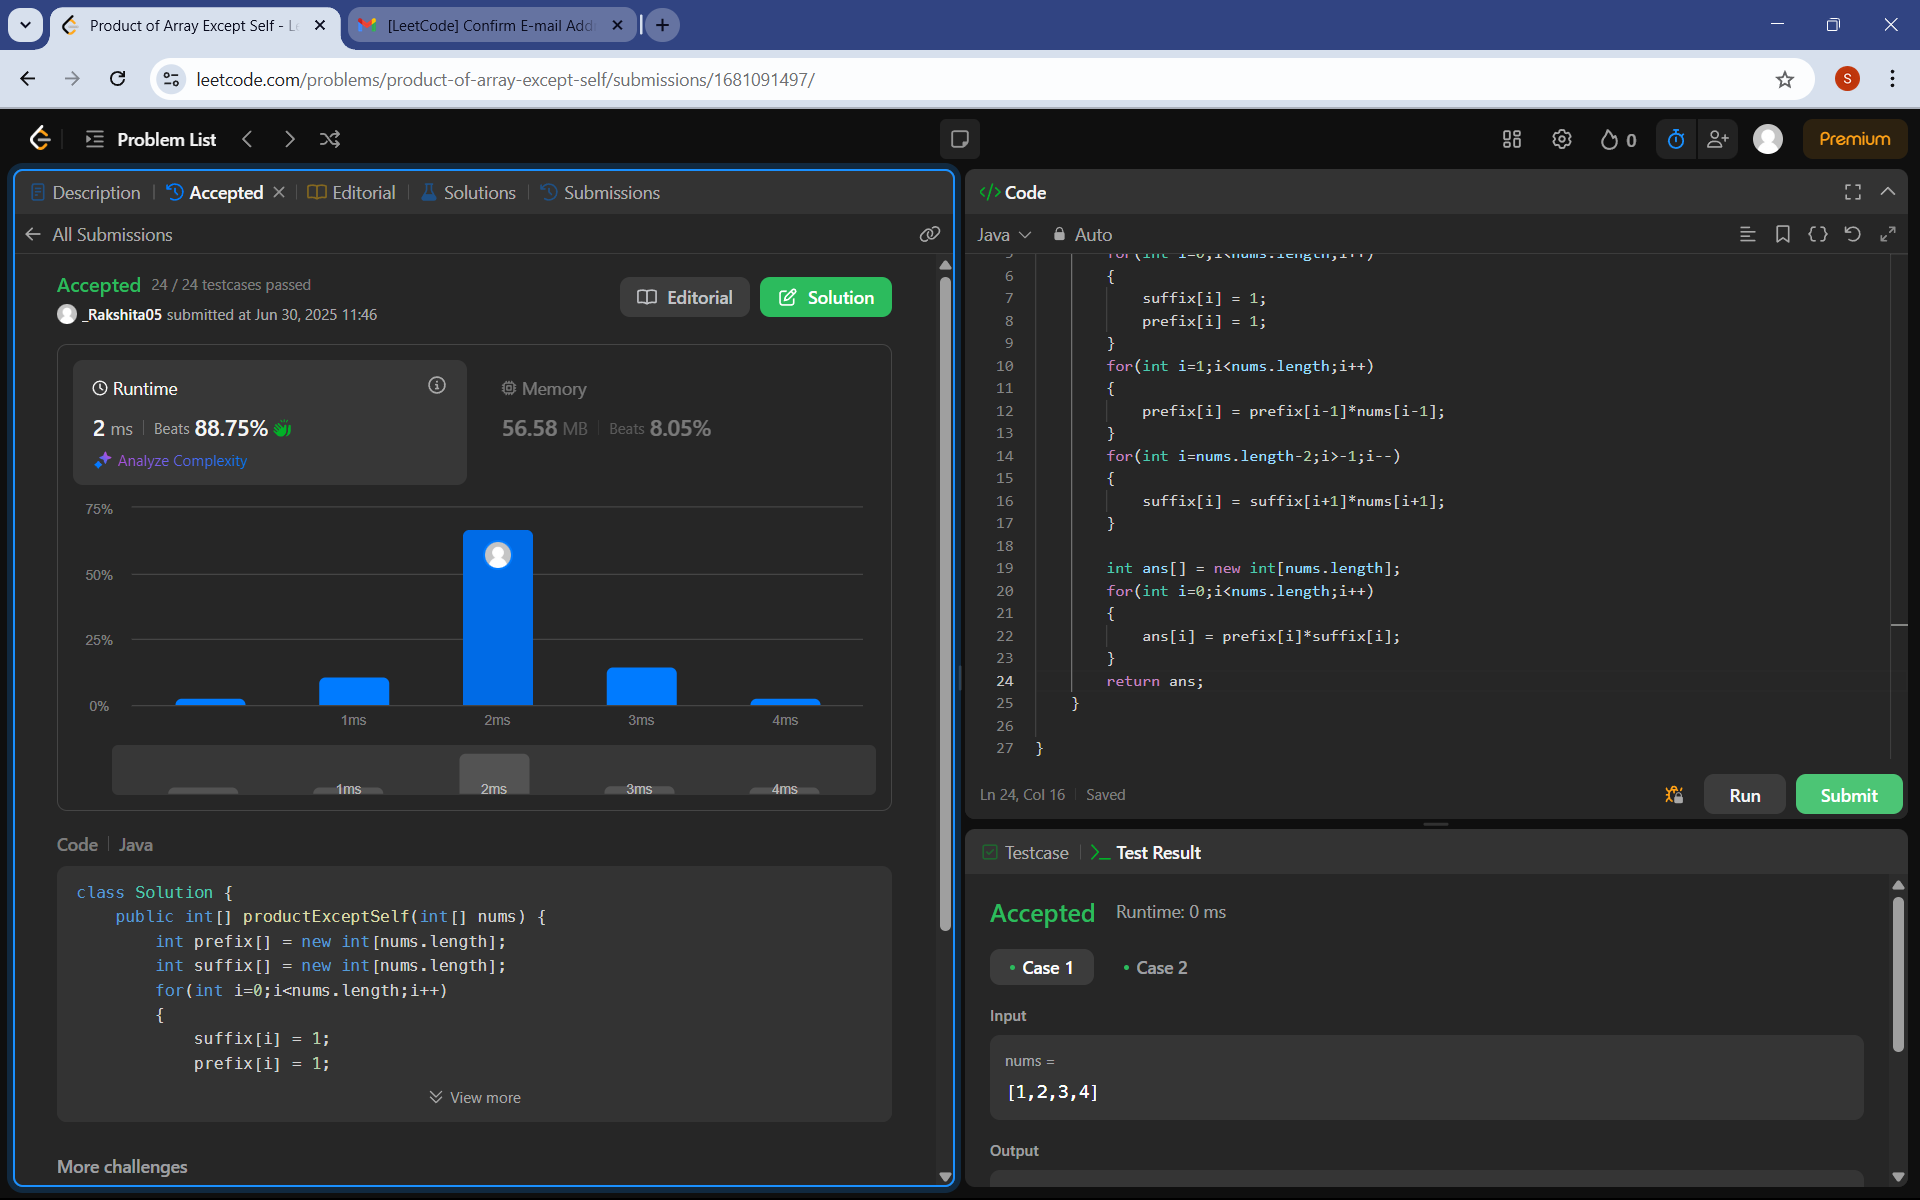 Product of Array Except Self - L
[LeetCode] Confirm E-mail Add
leetcode.com/problems/product-of-array-except-self/submissions/1681091497/
S
Problem List
0
Premium
Description
Accepted
Editorial
Solutions
Submissions
All Submissions
Accepted 24 / 24 testcases passed
_Rakshita05 submitted at Jun 30, 2025 11:46
Editorial
Solution
Runtime
2 ms Beats 88.75%
Analyze Complexity
Memory
56.58 MB Beats 8.05%
75%
50%
25%
0%
1ms 2ms 3ms 4ms
1ms 2ms 3ms 4ms
Code Java
class Solution {
    public int[] productExceptSelf(int[] nums) {
        int prefix[] = new int[nums.length];
        int suffix[] = new int[nums.length];
        for(int i=0;i<nums.length;i++)
        {
            suffix[i] = 1;
            prefix[i] = 1;
View more
More challenges
</> Code
Java
Auto
5 for(int i=0;i<nums.length;i++)
6 {
7 suffix[i] = 1;
8 prefix[i] = 1;
9 }
10 for(int i=1;i<nums.length;i++)
11 {
12 prefix[i] = prefix[i-1]*nums[i-1];
13 }
14 for(int i=nums.length-2;i>-1;i--)
15 {
16 suffix[i] = suffix[i+1]*nums[i+1];
17 }
18
19 int ans[] = new int[nums.length];
20 for(int i=0;i<nums.length;i++)
21 {
22 ans[i] = prefix[i]*suffix[i];
23 }
24 return ans;
25 }
26
27 }
Ln 24, Col 16 Saved
Run
Submit
Testcase
Test Result
Accepted Runtime: 0 ms
• Case 1
• Case 2
Input
nums =
[1,2,3,4]
Output